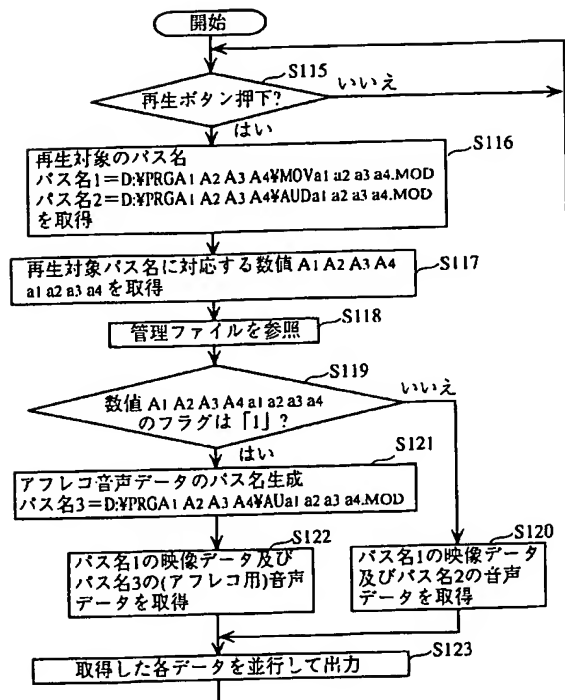 開始
S115
再生ボタン押下?
いいえ
はい
S116
再生対象のパス名
パス名1=D:¥PRGA1 A2 A3 A4¥MOVa1 a2 a3 a4.MOD
パス名2=D:¥PRGA1 A2 A3 A4¥AUDa1 a2 a3 a4.MOD
を取得
S117
再生対象パス名に対応する数値 A1 A2 A3 A4
a1 a2 a3 a4 を取得
S118
管理ファイルを参照
S119
数値 A1 A2 A3 A4 a1 a2 a3 a4
のフラグは「1」?
いいえ
はい
S121
アフレコ音声データのパス名生成
パス名3=D:¥PRGA1 A2 A3 A4¥AUa1 a2 a3 a4.MOD
S122
パス名1の映像データ及び
パス名3の(アフレコ用)音声
データを取得
S120
パス名1の映像データ
及びパス名2の音声
データを取得
S123
取得した各データを並行して出力